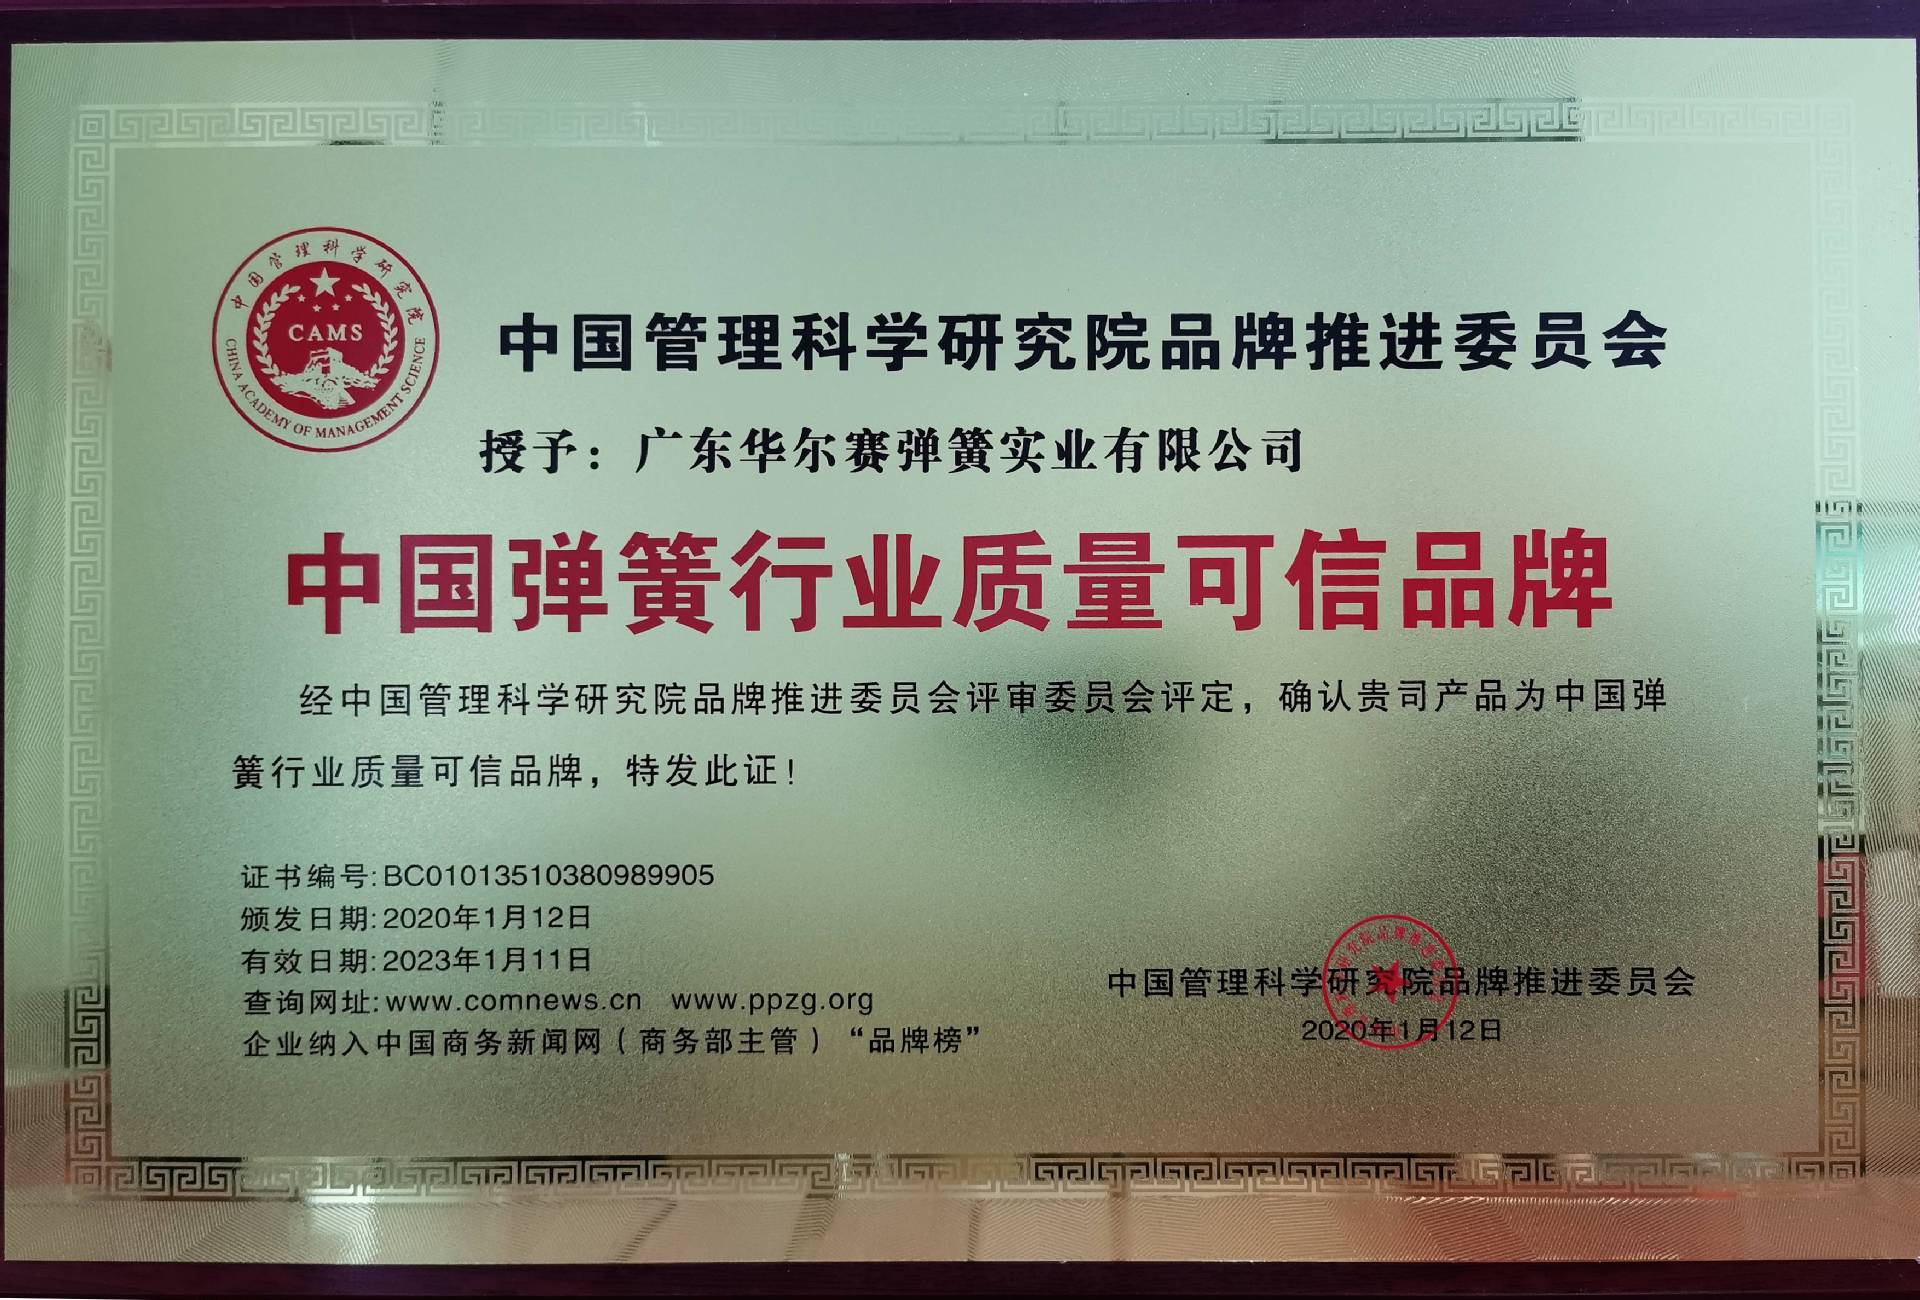 中国管理科学研究院
CAMS
CHINA ACADEMY OF MANAGEMENT SCIENCE
中国管理科学研究院品牌推进委员会
授予：广东华尔赛弹簧实业有限公司
中国弹簧行业质量可信品牌
经中国管理科学研究院品牌推进委员会评审委员会评定，确认贵司产品为中国弹
簧行业质量可信品牌，特发此证！
证书编号:BC01013510380989905
颁发日期:2020年1月12日
有效日期:2023年1月11日
查询网址:www.comnews.cn www.ppzg.org
企业纳入中国商务新闻网（商务部主管）“品牌榜”
中国管理科学研究院品牌推进委员会
2020年1月12日